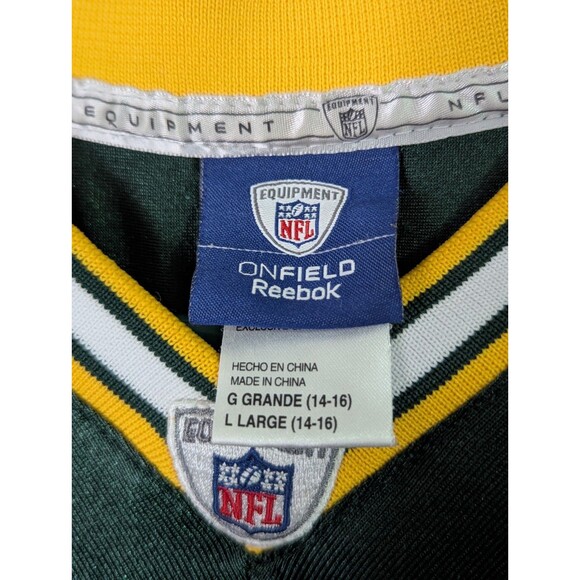 EQUIPMENT EQUIPMENT NFL NFL
EQUIPMENT
NFL
ONFIELD
Reebok
HECHO EN CHINA
MADE IN CHINA
G GRANDE (14-16)
L LARGE (14-16)
NFL